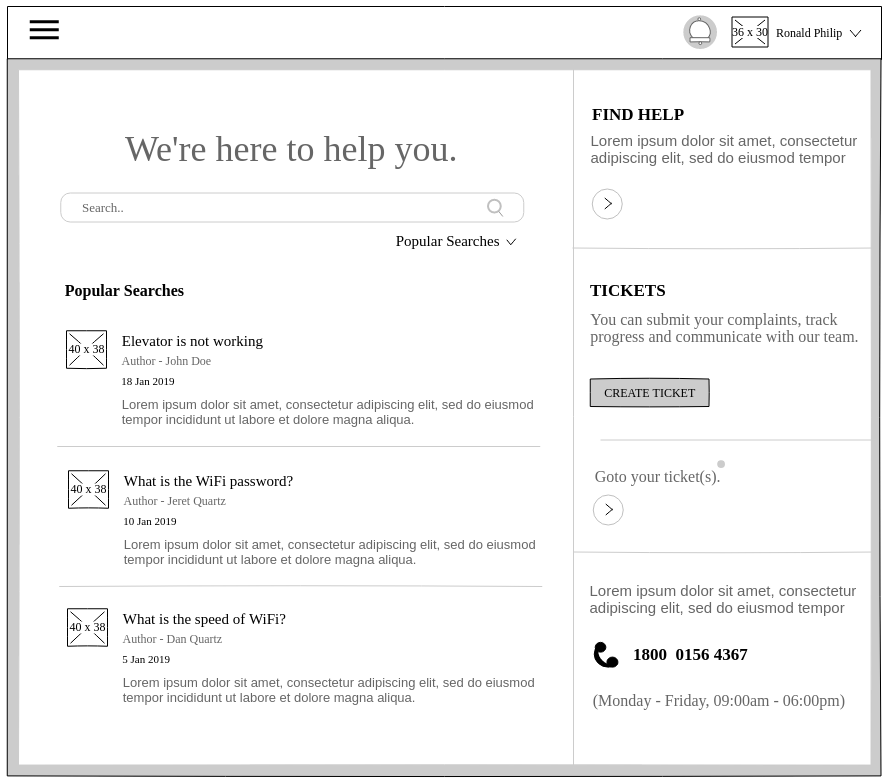 36 x 30
Ronald Philip
We're here to help you.
Search..
Popular Searches
Popular Searches
40 x 38
Elevator is not working
Author - John Doe
18 Jan 2019
Lorem ipsum dolor sit amet, consectetur adipiscing elit, sed do eiusmod
tempor incididunt ut labore et dolore magna aliqua.
40 x 38
What is the WiFi password?
Author - Jeret Quartz
10 Jan 2019
Lorem ipsum dolor sit amet, consectetur adipiscing elit, sed do eiusmod
tempor incididunt ut labore et dolore magna aliqua.
40 x 38
What is the speed of WiFi?
Author - Dan Quartz
5 Jan 2019
Lorem ipsum dolor sit amet, consectetur adipiscing elit, sed do eiusmod
tempor incididunt ut labore et dolore magna aliqua.
FIND HELP
Lorem ipsum dolor sit amet, consectetur
adipiscing elit, sed do eiusmod tempor
TICKETS
You can submit your complaints, track
progress and communicate with our team.
CREATE TICKET
Goto your ticket(s).
Lorem ipsum dolor sit amet, consectetur
adipiscing elit, sed do eiusmod tempor
1800  0156 4367
(Monday - Friday, 09:00am - 06:00pm)